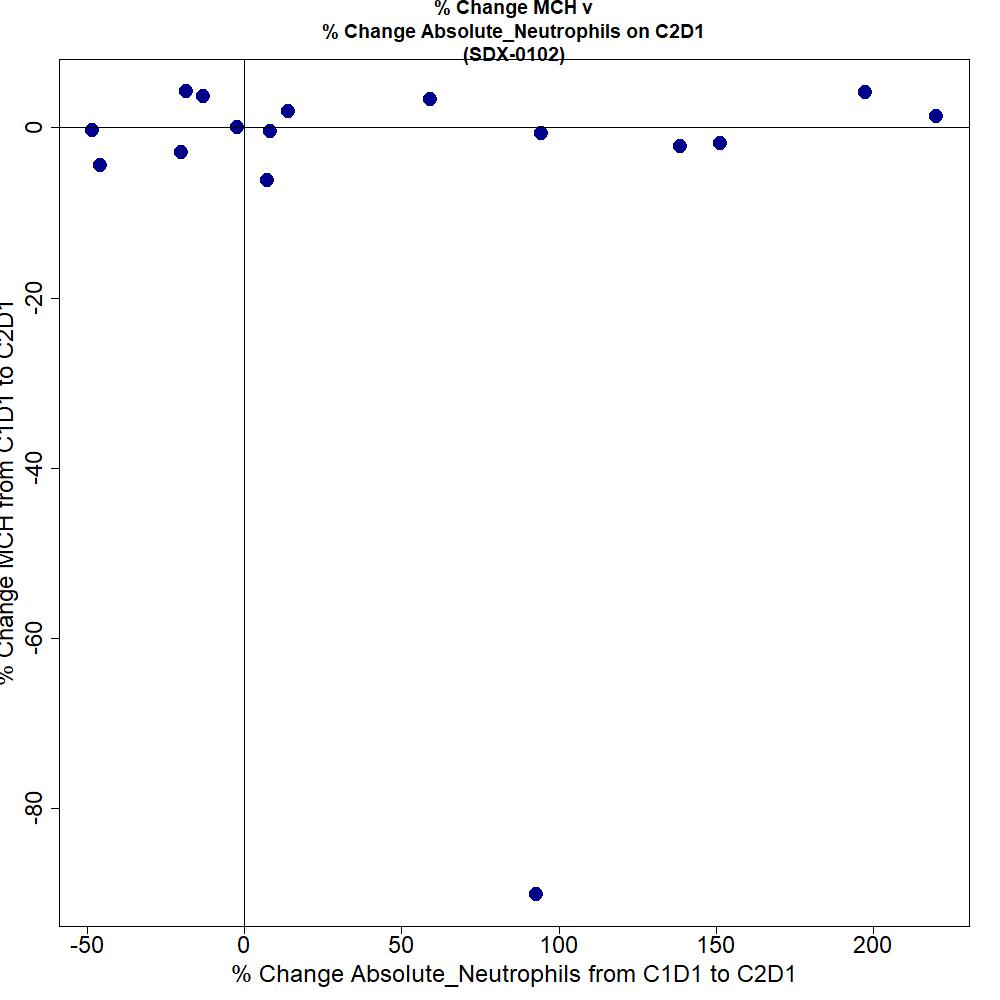 % Change MCH v
% Change Absolute_Neutrophils on C2D1
(SDX-0102)
% Change MCH from C1D1 to C2D1
0
-20
-40
-60
-80
-50
0
50
100
150
200
% Change Absolute_Neutrophils from C1D1 to C2D1